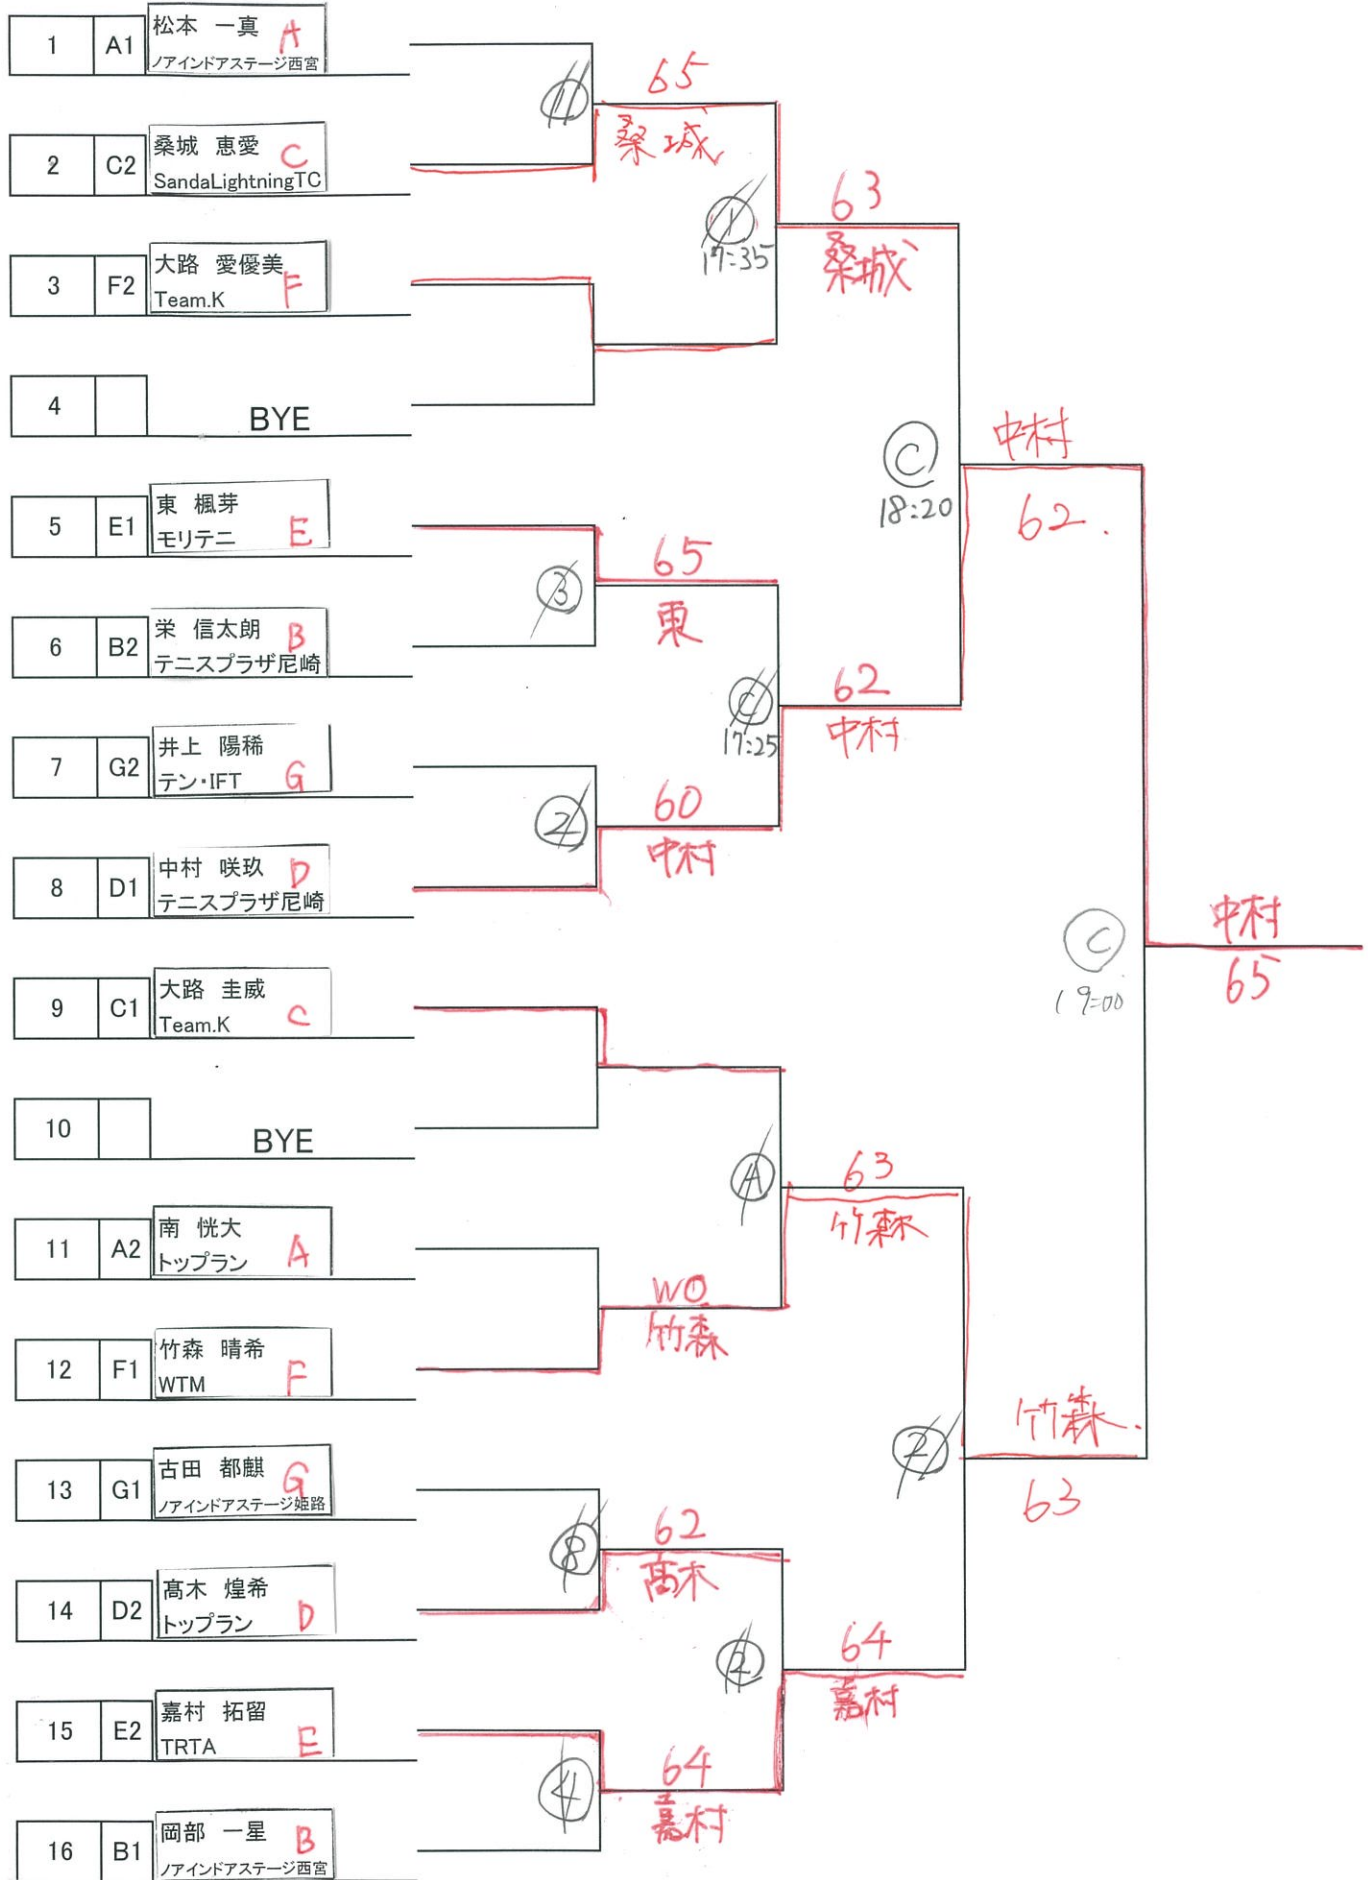 1 A1 松本 一真 A
ノアインドアステージ西宮
11
65
桑城
2 C2 桑城 恵愛 C
SandaLightningTC
1
17:35
63
桑城
3 F2 大路 愛優美 F
Team.K
4 BYE
C
18:20
中村
62.
5 E1 東 楓芽
モリテニ E
3
65
東
6 B2 栄 信太朗 B
テニスプラザ尼崎
C
17:25
62
中村
7 G2 井上 陽稀
テン・IFT G
2
60
中村
8 D1 中村 咲玖 D
テニスプラザ尼崎
C
19:00
中村
65
9 C1 大路 圭威
Team.K C
10 BYE
A
63
竹森
11 A2 南 恍大
トップラン A
WO
竹森
12 F1 竹森 晴希
WTM F
2
竹森.
63
13 G1 古田 都麒 G
ノアインドアステージ姫路
8
62
髙木
14 D2 髙木 煌希
トップラン D
2
64
嘉村
15 E2 嘉村 拓留
TRTA E
4
64
嘉村
16 B1 岡部 一星 B
ノアインドアステージ西宮